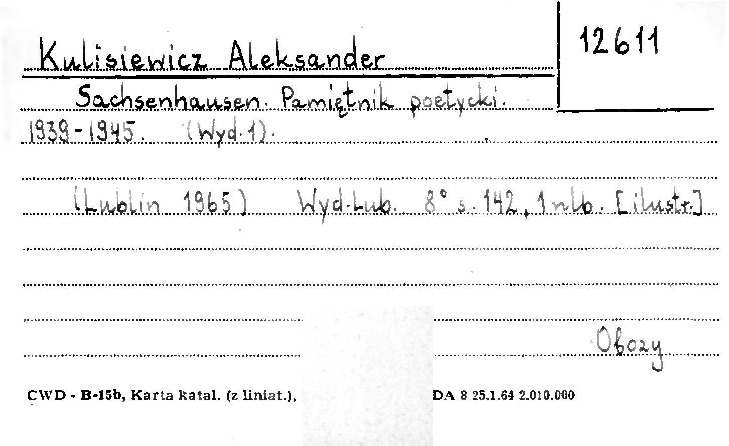 12611
Kulisiewicz Aleksander
Sachsenhausen. Pamiętnik poetycki.
1939-1945. (Wyd. 1).
(Lublin 1965) Wyd. Lub. 8° s. 142, 1 nlb. [ilustr.]
Obozy
CWD - B-15b, Karta katal. (z liniat.), DA 8 25.1.64 2.010.000